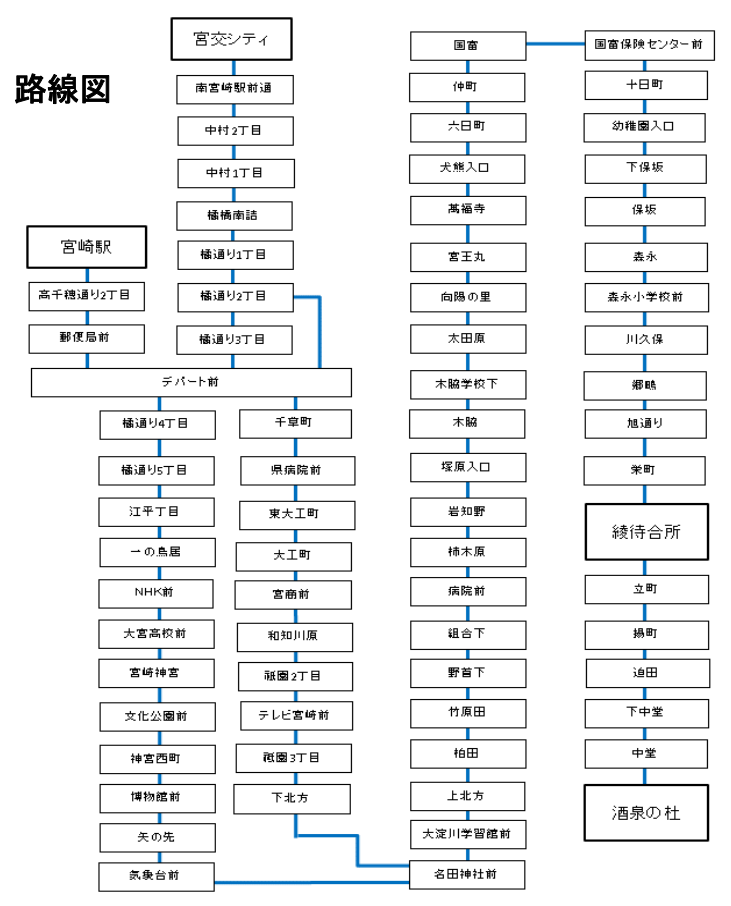 路線図
宮交シティ
南宮崎駅前通
中村2丁目
中村1丁目
橘橋南詰
橘通り1丁目
橘通り2丁目
橘通り3丁目
宮崎駅
高千穂通り2丁目
郵便局前
デパート前
橘通り4丁目
橘通り5丁目
江平丁目
一の鳥居
NHK前
大宮高校前
宮崎神宮
文化公園前
神宮西町
博物館前
矢の先
気象台前
千草町
県病院前
東大工町
大工町
宮商前
和知川原
祇園2丁目
テレビ宮崎前
祗園3丁目
下北方
国富
仲町
六日町
犬熊入口
萬福寺
宮王丸
向陽の里
太田原
木脇学校下
木脇
塚原入口
岩知野
柿木原
病院前
組合下
野首下
竹原田
柏田
上北方
大淀川学習館前
名田神社前
国富保険センター前
十日町
幼稚園入口
下保坂
保坂
森永
森永小学校前
川久保
郷鴫
旭通り
栄町
綾待合所
立町
揚町
迫田
下中堂
中堂
酒泉の杜